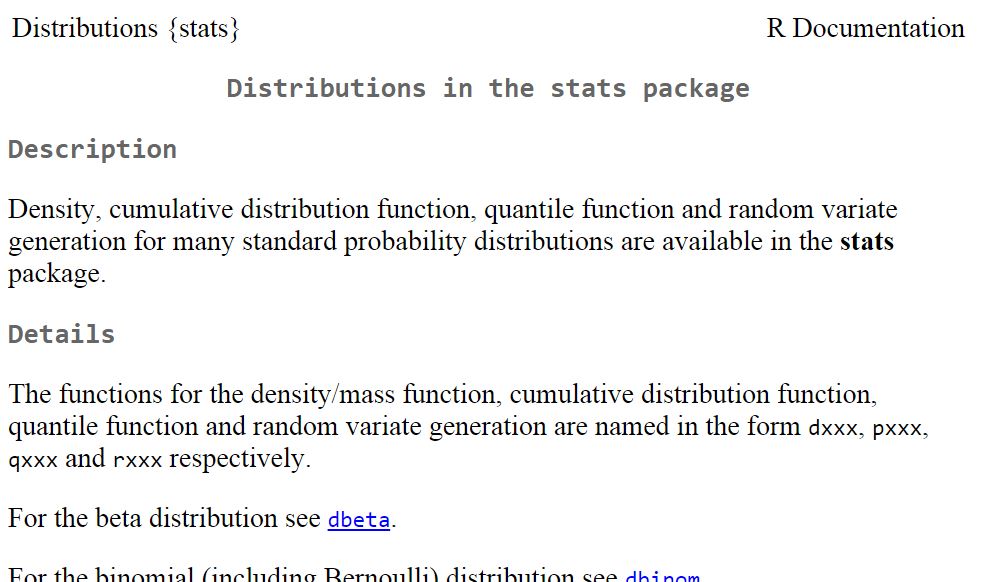 Distributions {stats} R Documentation
Distributions in the stats package
Description
Density, cumulative distribution function, quantile function and random variate
generation for many standard probability distributions are available in the stats
package.
Details
The functions for the density/mass function, cumulative distribution function,
quantile function and random variate generation are named in the form dxxx, pxxx,
qxxx and rxxx respectively.
For the beta distribution see dbeta.
For the binomial (including Bernoulli) distribution see dbinom